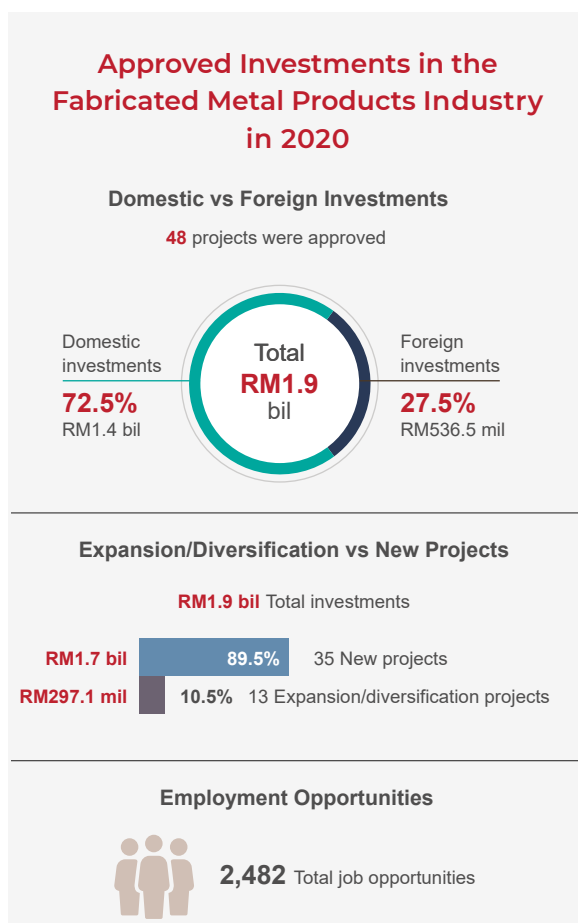 Approved Investments in the
Fabricated Metal Products Industry
in 2020
Domestic vs Foreign Investments
48 projects were approved
Domestic
investments
72.5%
RM1.4 bil
Total
RM1.9
bil
Foreign
investments
27.5%
RM536.5 mil
Expansion/Diversification vs New Projects
RM1.9 bil Total investments
RM1.7 bil 89.5% 35 New projects
RM297.1 mil 10.5% 13 Expansion/diversification projects
Employment Opportunities
2,482 Total job opportunities